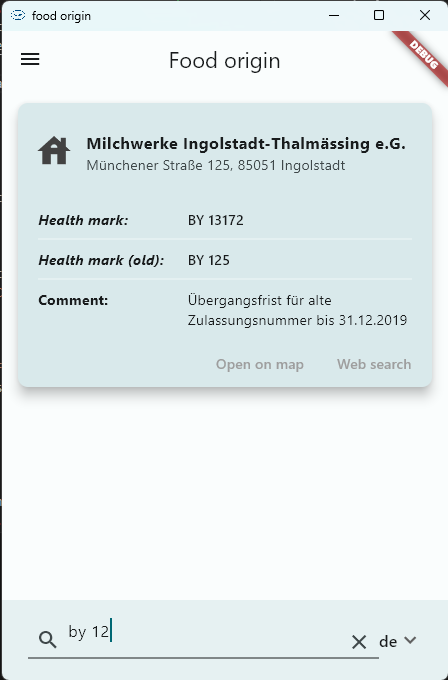 food origin
DEBUG
Food origin
Milchwerke Ingolstadt-Thalmässing e.G.
Münchener Straße 125, 85051 Ingolstadt
Health mark: BY 13172
Health mark (old): BY 125
Comment: Übergangsfrist für alte
Zulassungsnummer bis 31.12.2019
Open on map Web search
by 12 de